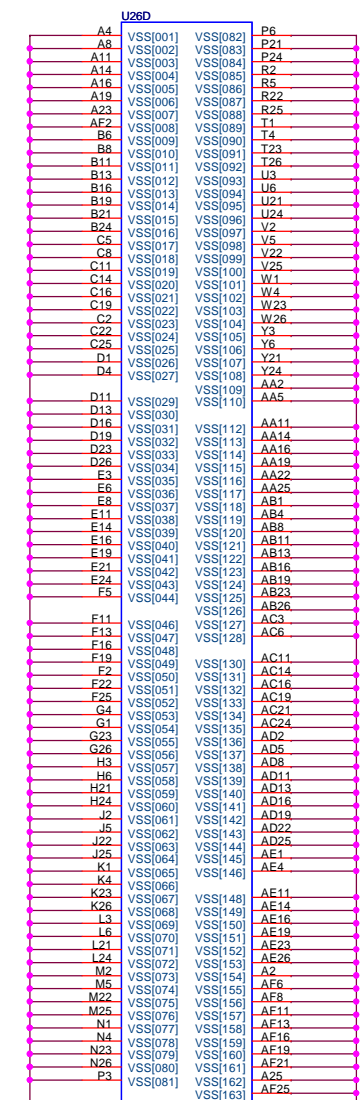 U26D
A4 VSS[001] VSS[082] P6
A8 VSS[002] VSS[083] P21
A11 VSS[003] VSS[084] P24
A14 VSS[004] VSS[085] R2
A16 VSS[005] VSS[086] R5
A19 VSS[006] VSS[087] R22
A23 VSS[007] VSS[088] R25
AF2 VSS[008] VSS[089] T1
B6 VSS[009] VSS[090] T4
B8 VSS[010] VSS[091] T23
B11 VSS[011] VSS[092] T26
B13 VSS[012] VSS[093] U3
B16 VSS[013] VSS[094] U6
B19 VSS[014] VSS[095] U21
B21 VSS[015] VSS[096] U24
B24 VSS[016] VSS[097] V2
C5 VSS[017] VSS[098] V5
C8 VSS[018] VSS[099] V22
C11 VSS[019] VSS[100] V25
C14 VSS[020] VSS[101] W1
C16 VSS[021] VSS[102] W4
C19 VSS[022] VSS[103] W23
C2 VSS[023] VSS[104] W26
C22 VSS[024] VSS[105] Y3
C25 VSS[025] VSS[106] Y6
D1 VSS[026] VSS[107] Y21
D4 VSS[027] VSS[108] Y24
VSS[109] AA2
D11 VSS[029] VSS[110] AA5
D13 VSS[030]
D16 VSS[031] VSS[112] AA11
D19 VSS[032] VSS[113] AA14
D23 VSS[033] VSS[114] AA16
D26 VSS[034] VSS[115] AA19
E3 VSS[035] VSS[116] AA22
E6 VSS[036] VSS[117] AA25
E8 VSS[037] VSS[118] AB1
E11 VSS[038] VSS[119] AB4
E14 VSS[039] VSS[120] AB8
E16 VSS[040] VSS[121] AB11
E19 VSS[041] VSS[122] AB13
E21 VSS[042] VSS[123] AB16
E24 VSS[043] VSS[124] AB19
F5 VSS[044] VSS[125] AB23
VSS[126] AB26
F11 VSS[046] VSS[127] AC3
F13 VSS[047] VSS[128] AC6
F16 VSS[048]
F19 VSS[049] VSS[130] AC11
F2 VSS[050] VSS[131] AC14
F22 VSS[051] VSS[132] AC16
F25 VSS[052] VSS[133] AC19
G4 VSS[053] VSS[134] AC21
G1 VSS[054] VSS[135] AC24
G23 VSS[055] VSS[136] AD2
G26 VSS[056] VSS[137] AD5
H3 VSS[057] VSS[138] AD8
H6 VSS[058] VSS[139] AD11
H21 VSS[059] VSS[140] AD13
H24 VSS[060] VSS[141] AD16
J2 VSS[061] VSS[142] AD19
J5 VSS[062] VSS[143] AD22
J22 VSS[063] VSS[144] AD25
J25 VSS[064] VSS[145] AE1
K1 VSS[065] VSS[146] AE4
K4 VSS[066]
K23 VSS[067] VSS[148] AE11
K26 VSS[068] VSS[149] AE14
L3 VSS[069] VSS[150] AE16
L6 VSS[070] VSS[151] AE19
L21 VSS[071] VSS[152] AE23
L24 VSS[072] VSS[153] AE26
M2 VSS[073] VSS[154] A2
M5 VSS[074] VSS[155] AF6
M22 VSS[075] VSS[156] AF8
M25 VSS[076] VSS[157] AF11
N1 VSS[077] VSS[158] AF13
N4 VSS[078] VSS[159] AF16
N23 VSS[079] VSS[160] AF19
N26 VSS[080] VSS[161] AF21
P3 VSS[081] VSS[162] A25
VSS[163] AF25